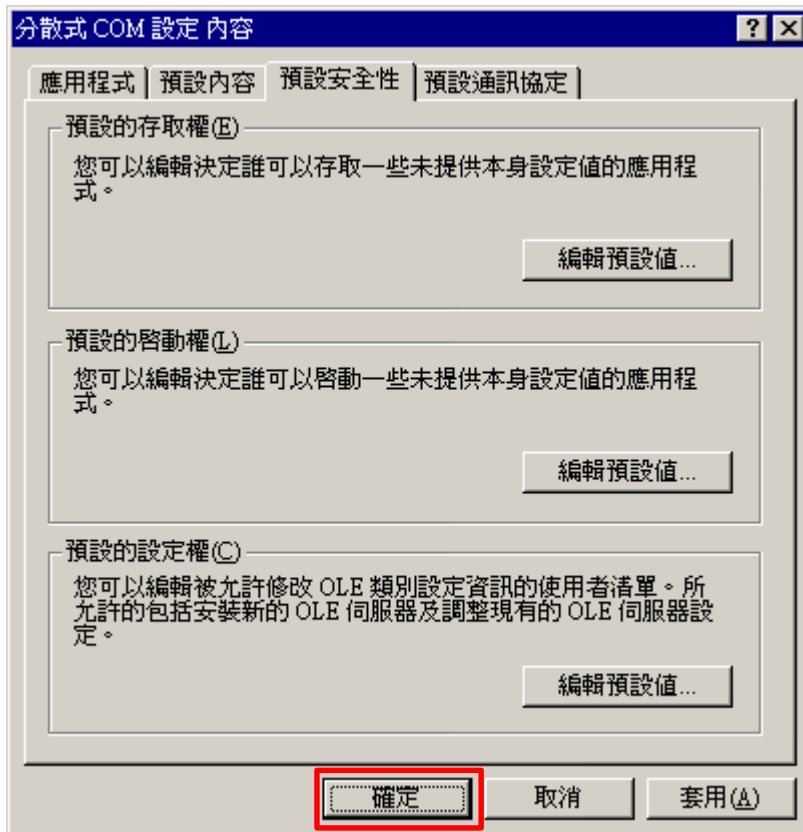 分散式 COM 設定 內容
應用程式 預設內容 預設安全性 預設通訊協定
預設的存取權(E)
您可以編輯決定誰可以存取一些未提供本身設定值的應用程
式。
編輯預設值...
預設的啓動權(L)
您可以編輯決定誰可以啓動一些未提供本身設定值的應用程
式。
編輯預設值...
預設的設定權(C)
您可以編輯被允許修改 OLE 類別設定資訊的使用者清單。所
允許的包括安裝新的 OLE 伺服器及調整現有的 OLE 伺服器設
定。
編輯預設值...
確定 取消 套用(A)